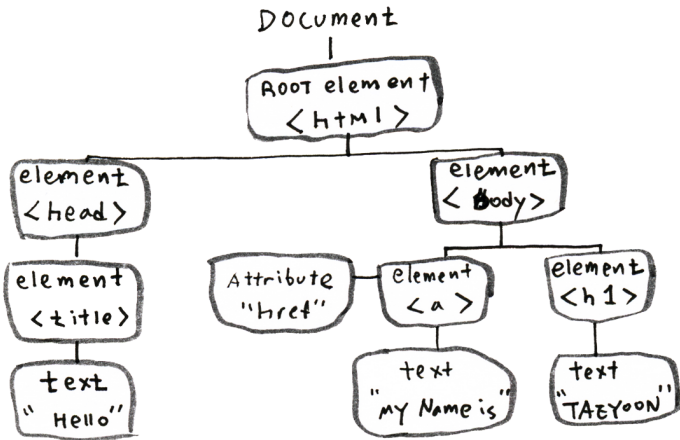 DOcument
ROOT element
<html>
element
<head>
element
<Body>
element
<title>
Attribute
"href"
element
<a>
element
<h1>
text
"Hello"
text
"my Name is"
text
"TAEYOON"